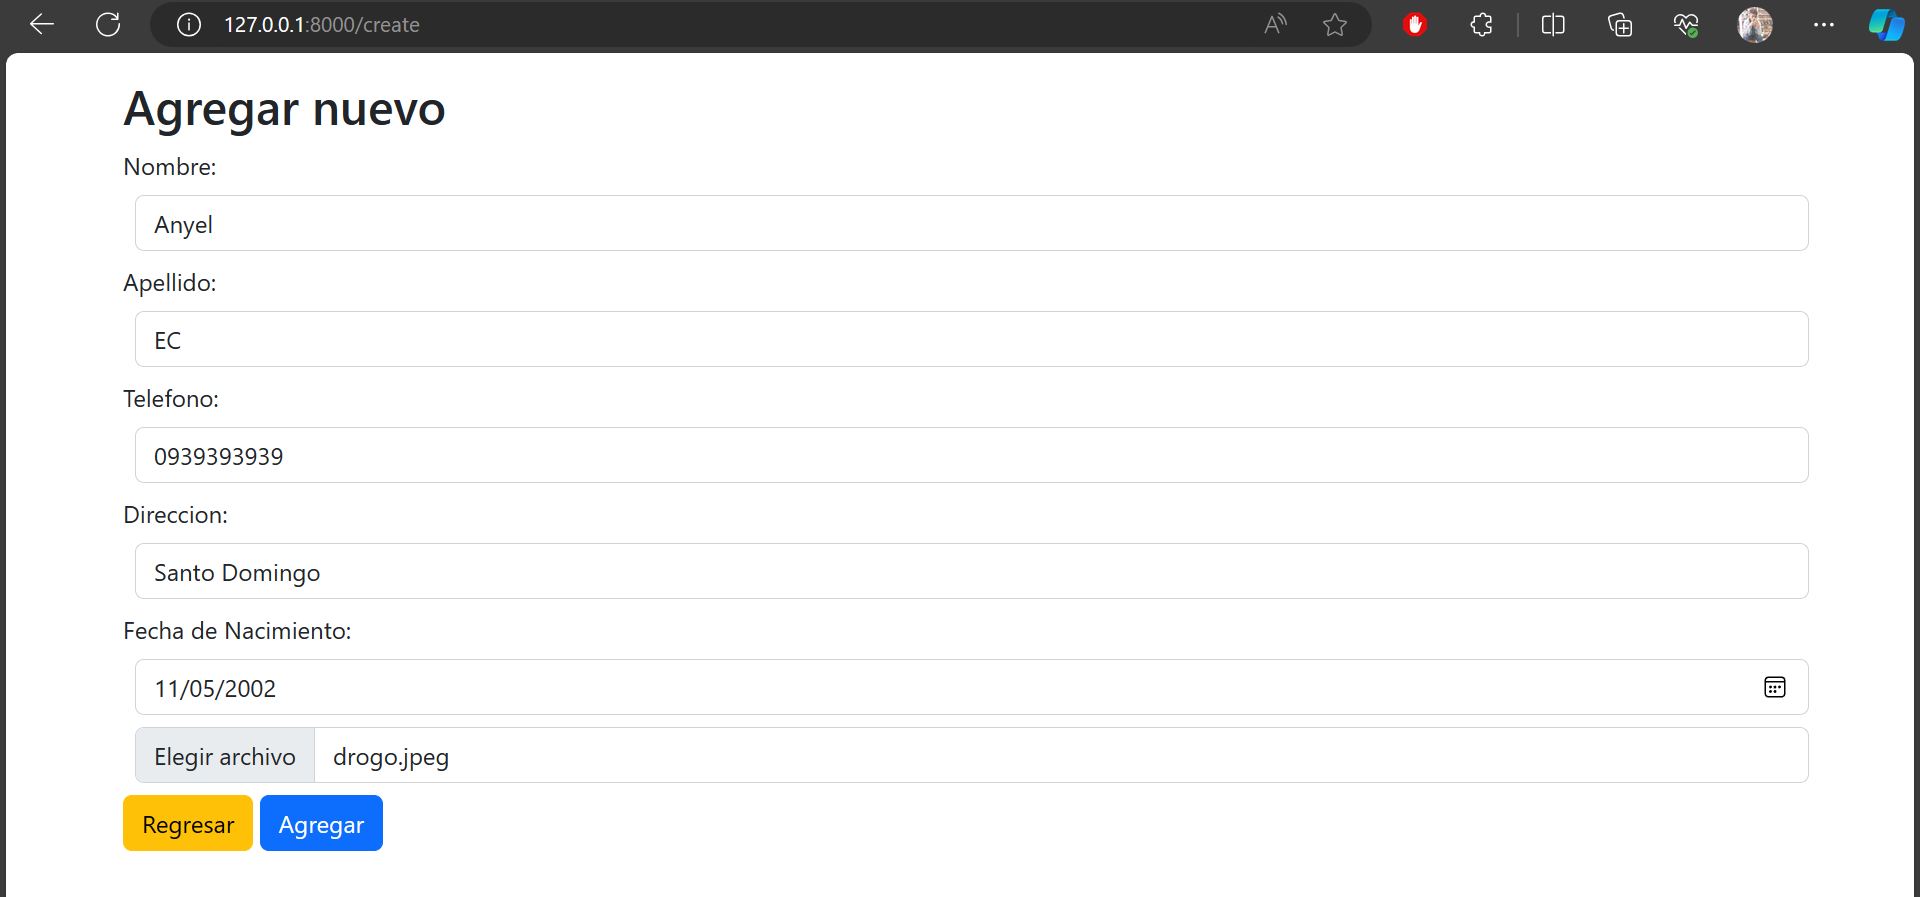 127.0.0.1:8000/create
Agregar nuevo
Nombre:
Anyel
Apellido:
EC
Telefono:
0939393939
Direccion:
Santo Domingo
Fecha de Nacimiento:
11/05/2002
Elegir archivo drogo.jpeg
Regresar Agregar